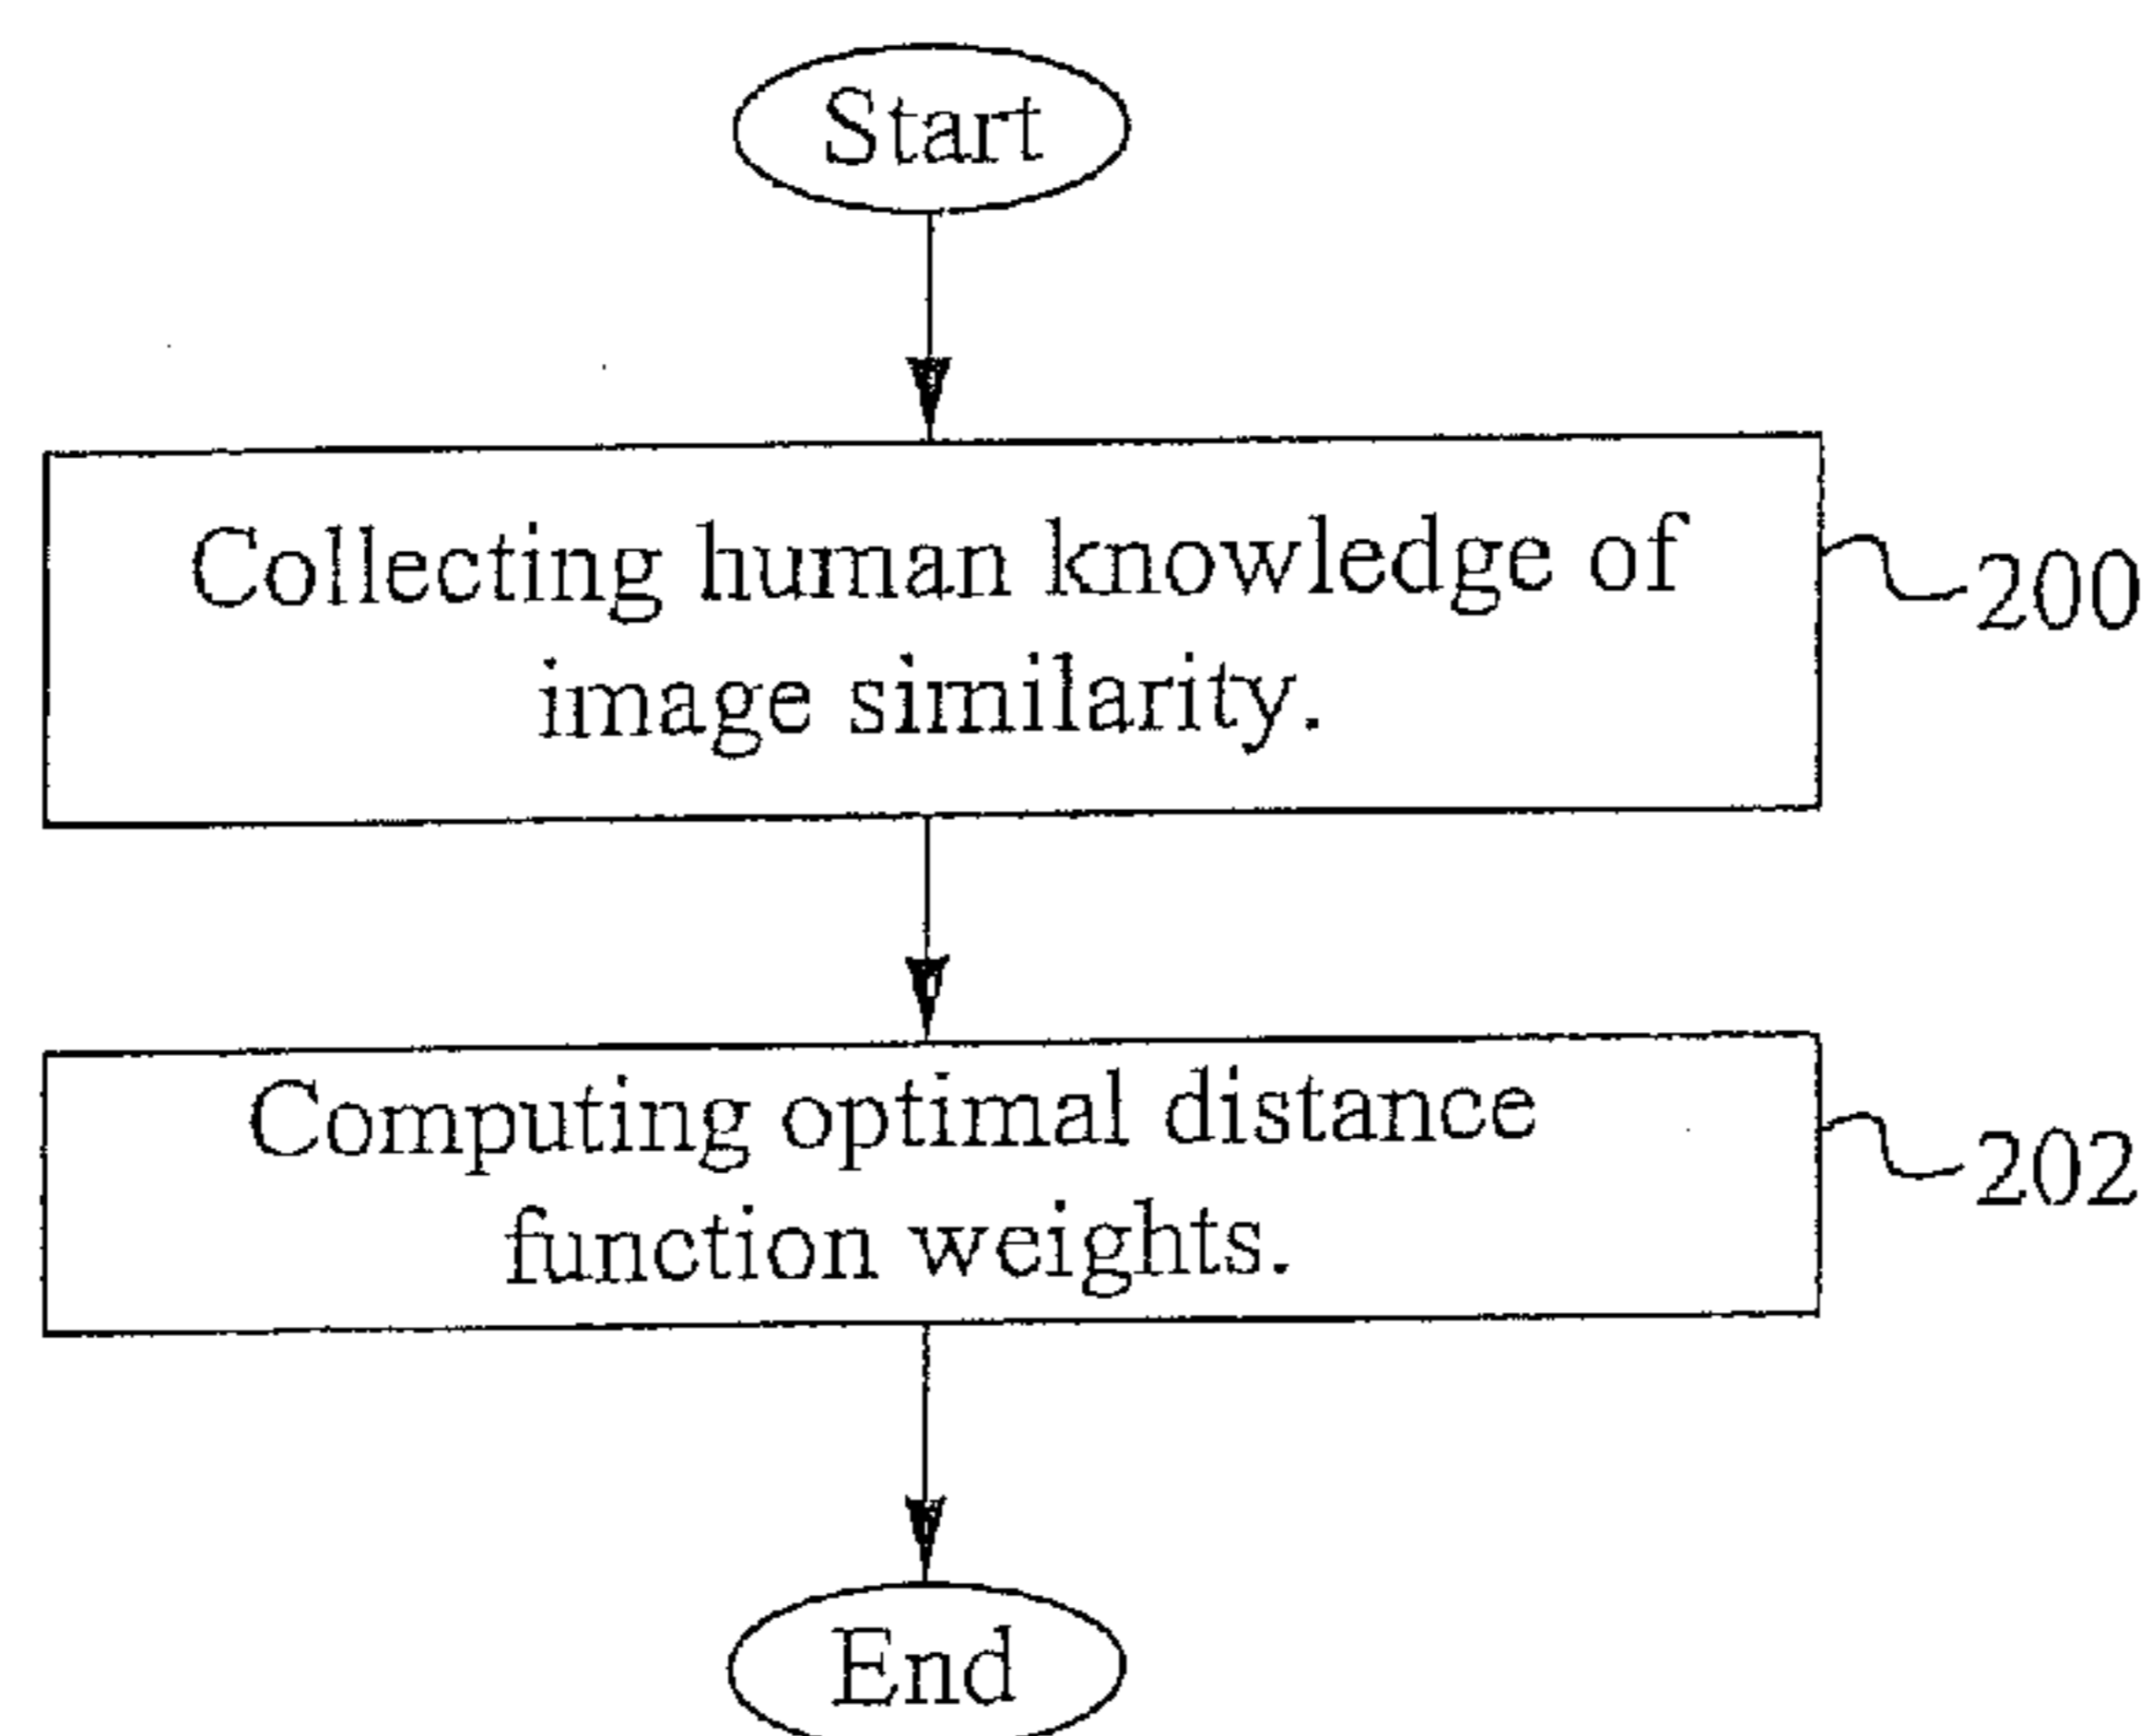 Start
Collecting human knowledge of
image similarity.
200
Computing optimal distance
function weights.
202
End